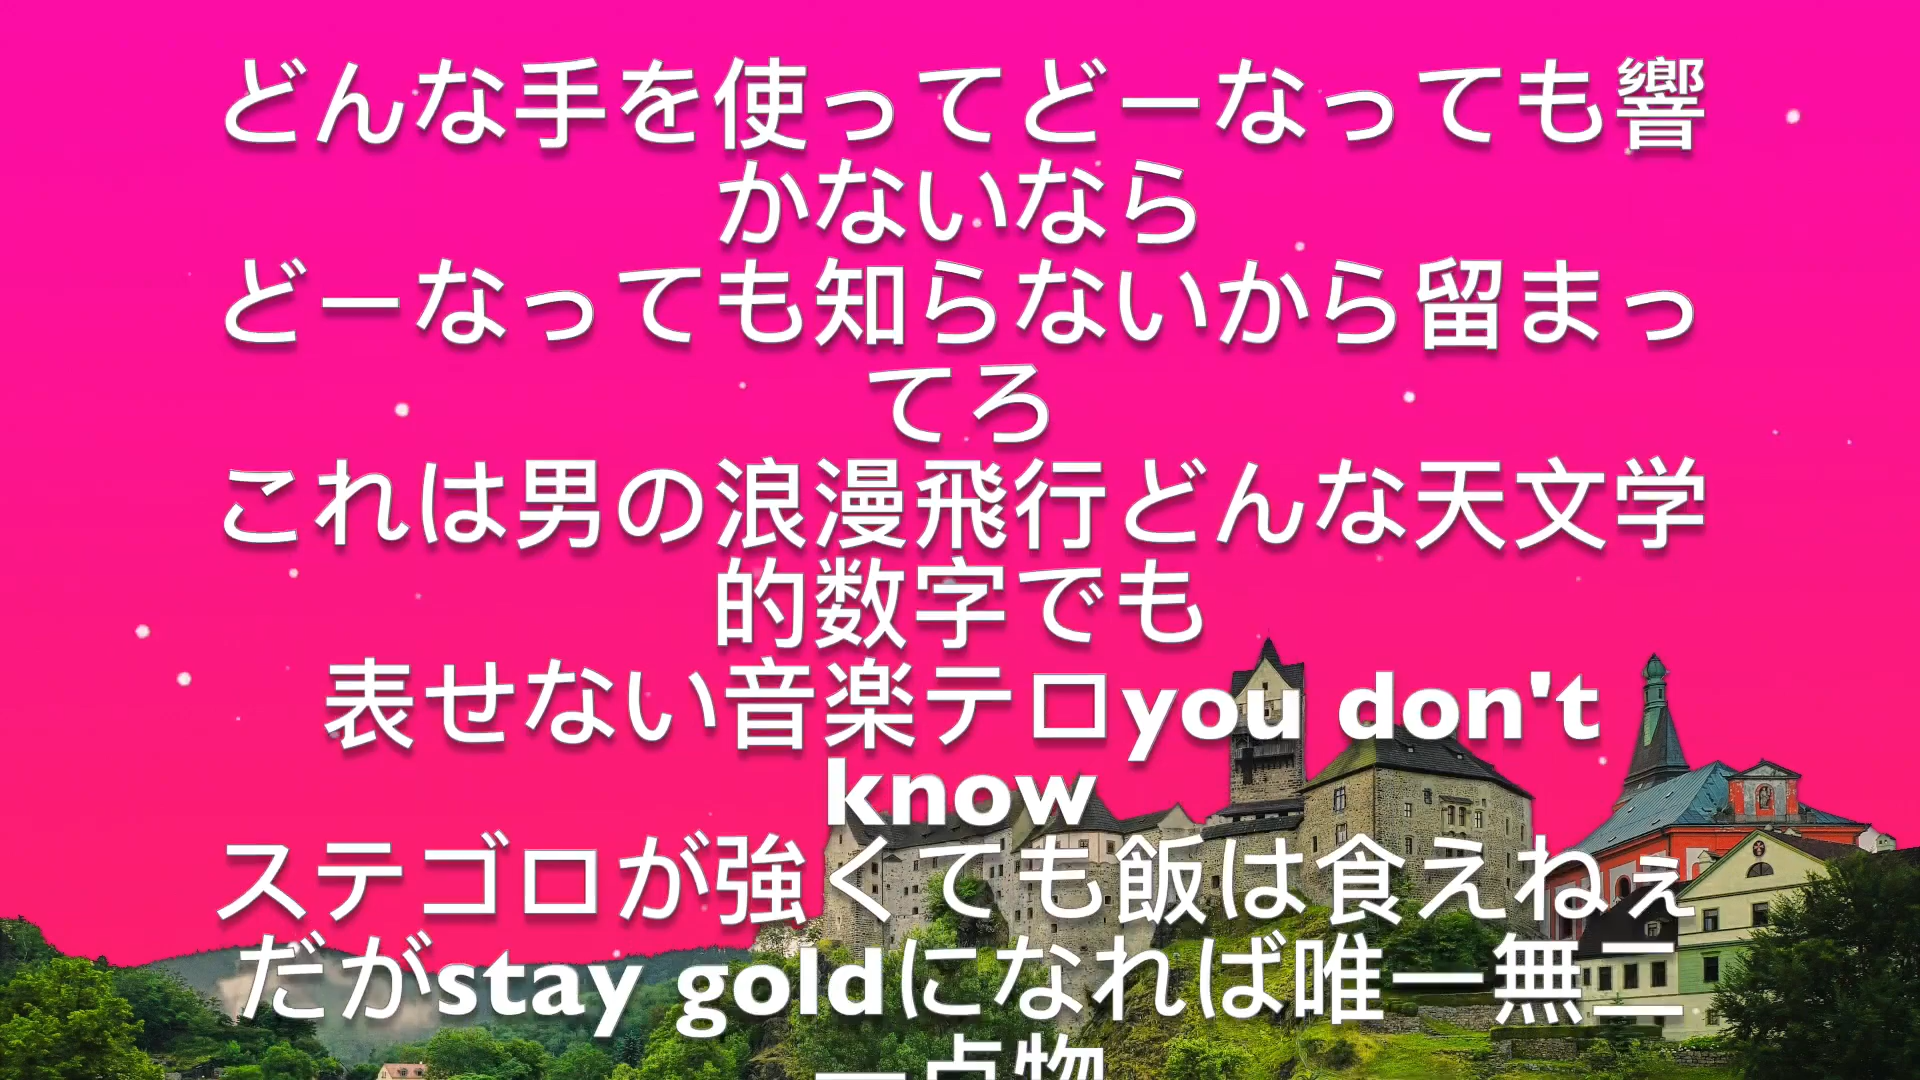 どんな手を使ってどーなっても響
かないなら
どーなっても知らないから留まっ
てろ
これは男の浪漫飛行どんな天文学
的数字でも
表せない音楽テロyou don't
know
ステゴロが強くても飯は食えねぇ
だがstay goldになれば唯一無二
一点物